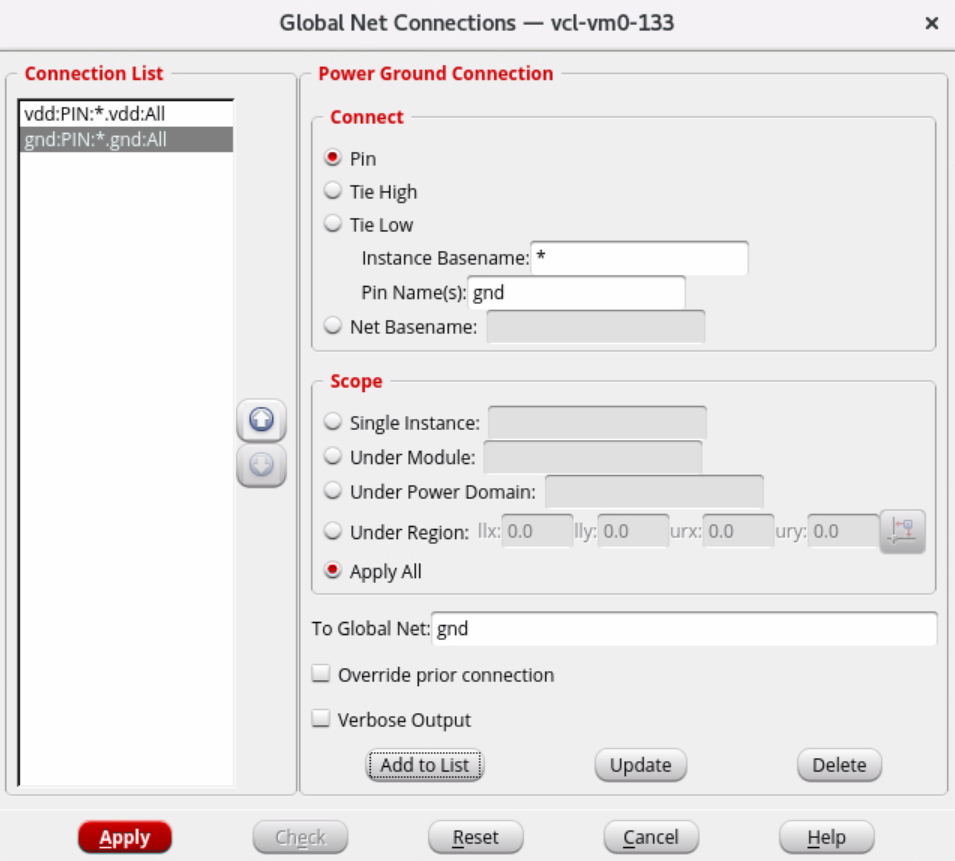 Global Net Connections — vcl-vm0-133
Connection List
vdd:PIN:*.vdd:All
gnd:PIN:*.gnd:All
Power Ground Connection
Connect
Pin
Tie High
Tie Low
Instance Basename: *
Pin Name(s): gnd
Net Basename:
Scope
Single Instance:
Under Module:
Under Power Domain:
Under Region: llx: 0.0 lly: 0.0 urx: 0.0 ury: 0.0
Apply All
To Global Net: gnd
Override prior connection
Verbose Output
Add to List Update Delete
Apply Check Reset Cancel Help